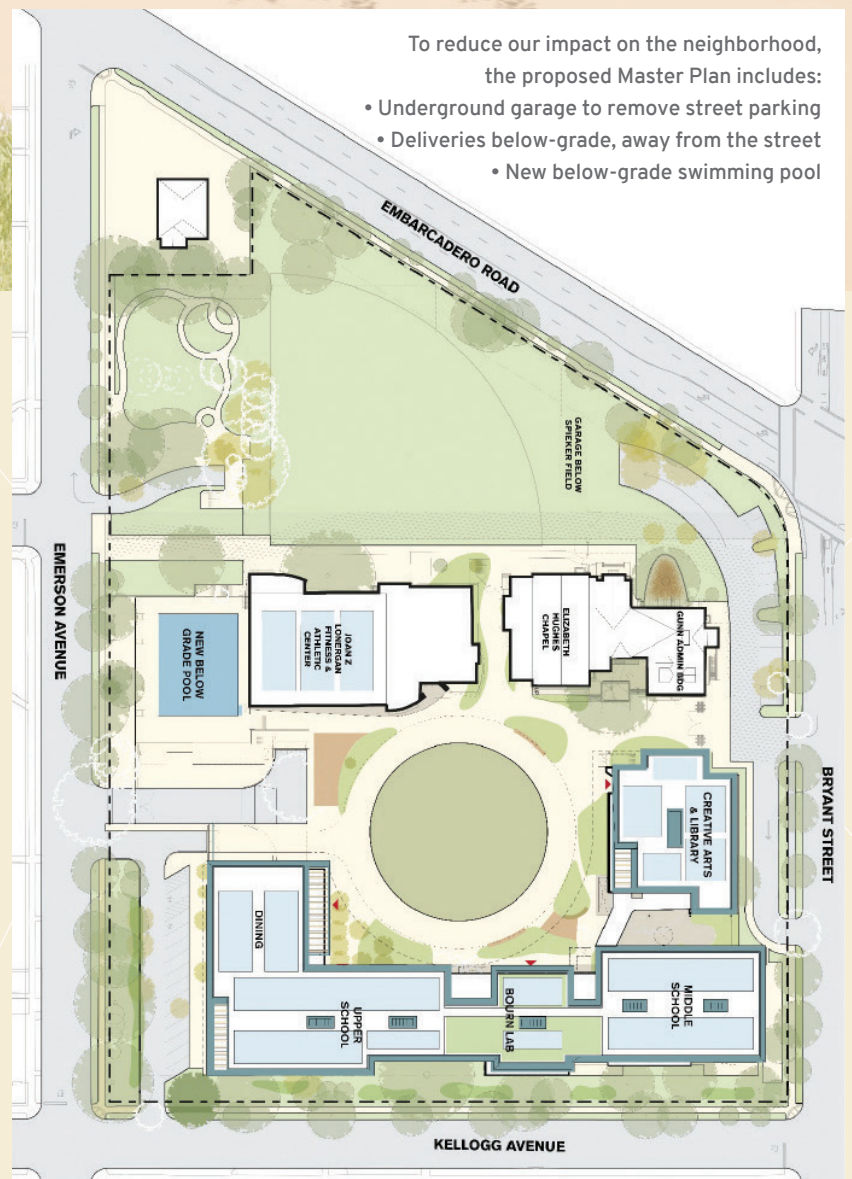 To reduce our impact on the neighborhood,
the proposed Master Plan includes:
• Underground garage to remove street parking
• Deliveries below-grade, away from the street
• New below-grade swimming pool
EMBARCADERO ROAD
GARAGE BELOW
SPIEKER FIELD
EMERSON AVENUE
NEW BELOW
GRADE POOL
JOAN Z
LONERGAN
FITNESS &
ATHLETIC
CENTER
ELIZABETH
HUGHES
CHAPEL
GUNN ADMIN BDG
BRYANT STREET
CREATIVE ARTS
& LIBRARY
DINING
UPPER
SCHOOL
BOURN LAB
MIDDLE
SCHOOL
KELLOGG AVENUE